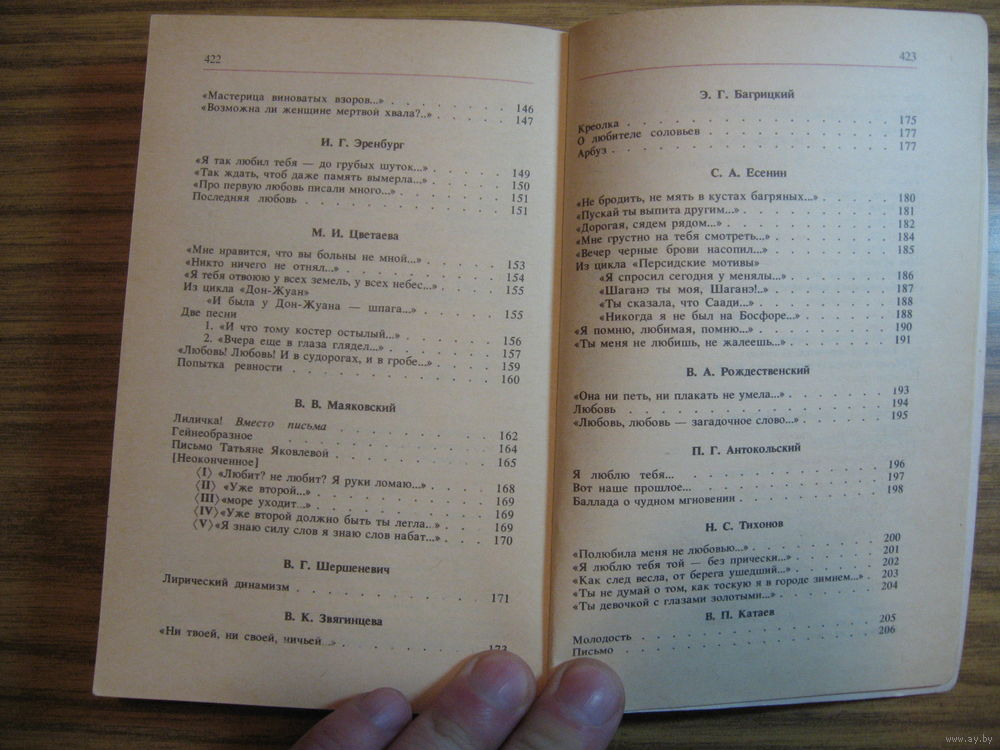 422
«Мастерица виноватых взоров...» . . . . . . . . 146
«Возможна ли женщине мертвой хвала?..» . . . . . . 147
И. Г. Эренбург
«Я так любил тебя — до грубых шуток...» . . . . . . 149
«Так ждать, чтоб даже память вымерла...» . . . . . 150
«Про первую любовь писали много...» . . . . . . . 151
Последняя любовь . . . . . . . . . . . 151
М. И. Цветаева
«Мне нравится, что вы больны не мной...» . . . . . 153
«Никто ничего не отнял...» . . . . . . . . . 154
«Я тебя отвоюю у всех земель, у всех небес...» . . . . 155
Из цикла «Дон-Жуан»
«И была у Дон-Жуана — шпага...» . . . . . . 155
Две песни
1. «И что тому костер остылый...» . . . . . . 156
2. «Вчера еще в глаза глядел...» . . . . . . . 157
«Любовь! Любовь! И в судорогах, и в гробе...» . . . . 159
Попытка ревности . . . . . . . . . . . 160
В. В. Маяковский
Лиличка! Вместо письма . . . . . . . . . 162
Гейнеобразное . . . . . . . . . . . . 164
Письмо Татьяне Яковлевой . . . . . . . . . 165
[Неоконченное]
〈I〉 «Любит? не любит? Я руки ломаю...» . . . . 168
〈II〉 «Уже второй...» . . . . . . . . . . 169
〈III〉 «море уходит...» . . . . . . . . . . 169
〈IV〉 «Уже второй должно быть ты легла...» . . . 169
〈V〉 «Я знаю силу слов я знаю слов набат...» . . . 170
В. Г. Шершеневич
Лирический динамизм . . . . . . . . . . 171
В. К. Звягинцева
«Ни твоей, ни своей, ничьей...» . . . . . . . . 173
423
Э. Г. Багрицкий
Креолка . . . . . . . . . . . . . 175
О любителе соловьев . . . . . . . . . . 177
Арбуз . . . . . . . . . . . . . . 177
С. А. Есенин
«Не бродить, не мять в кустах багряных...» . . . . . 180
«Пускай ты выпита другим...» . . . . . . . . 181
«Дорогая, сядем рядом...» . . . . . . . . . 182
«Мне грустно на тебя смотреть...» . . . . . . . 184
«Вечер черные брови насопил...» . . . . . . . 185
Из цикла «Персидские мотивы»
«Я спросил сегодня у менялы...» . . . . . . . 186
«Шаганэ ты моя, Шаганэ!..» . . . . . . . . 187
«Ты сказала, что Саади...» . . . . . . . . 188
«Никогда я не был на Босфоре...» . . . . . . 188
«Я помню, любимая, помню...» . . . . . . . . 190
«Ты меня не любишь, не жалеешь...» . . . . . . 191
В. А. Рождественский
«Она ни петь, ни плакать не умела...» . . . . . . 193
Любовь . . . . . . . . . . . . . 194
«Любовь, любовь — загадочное слово...» . . . . . . 195
П. Г. Антокольский
Я люблю тебя... . . . . . . . . . . . 196
Вот наше прошлое... . . . . . . . . . . 197
Баллада о чудном мгновении . . . . . . . . 198
Н. С. Тихонов
«Полюбила меня не любовью...» . . . . . . . 200
«Я люблю тебя той — без прически...» . . . . . . 201
«Как след весла, от берега ушедший...» . . . . . . 202
«Ты не думай о том, как тоскую я в городе зимнем...» . . 203
«Ты девочкой с глазами золотыми...» . . . . . . 204
В. П. Катаев
Молодость . . . . . . . . . . . . 205
Письмо . . . . . . . . . . . . . 206
www.ay.by